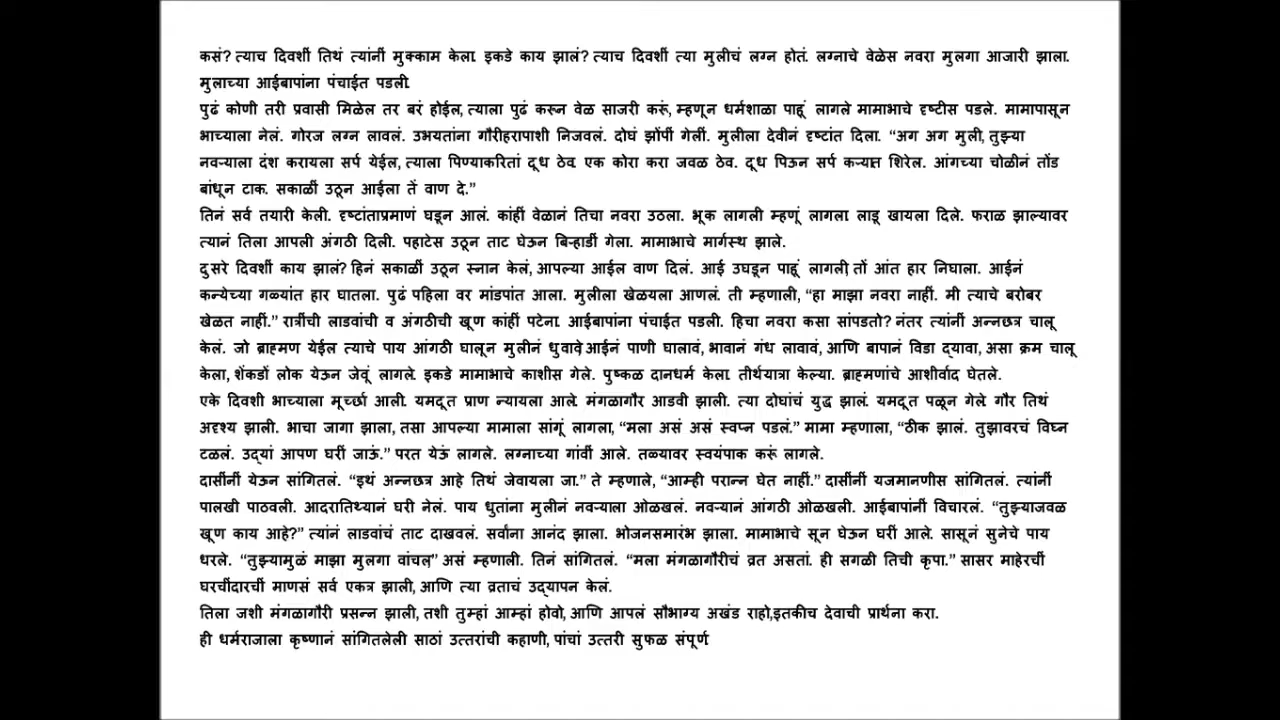 कसं? त्याच दिवशीं तिथं त्यांनीं मुक्काम केला. इकडे काय झालं? त्याच दिवशीं त्या मुलीचं लग्न होतं. लग्नाचे वेळेस नवरा मुलगा आजारी झाला.
मुलाच्या आईबापांना पंचाईत पडली.
पुढं कोणी तरी प्रवासी मिळेल तर बरं होईल, त्याला पुढं करून वेळ साजरी करूं, म्हणून धर्मशाळा पाहूं लागले मामाभाचे दृष्टीस पडले. मामापासून
भाच्याला नेलं. गोरज लग्न लावलं. उभयतांना गौरीहरापाशी निजवलं. दोघं झोंपीं गेलीं. मुलीला देवीनं दृष्टांत दिला. “अग अग मुली, तुझ्या
नवऱ्याला दंश करायला सर्प येईल, त्याला पिण्याकरितां दूध ठेव. एक कोरा करा जवळ ठेव. दूध पिऊन सर्प कऱ्यात शिरेल. आंगच्या चोळीनं तोंड
बांधून टाक. सकाळीं उठून आईला तें वाण दे.”
तिनं सर्व तयारी केली. दृष्टांताप्रमाणं घडून आलं. कांहीं वेळानं तिचा नवरा उठला. भूक लागली म्हणूं लागला. लाडू खायला दिले. फराळ झाल्यावर
त्यानं तिला आपली अंगठी दिली. पहाटेस उठून ताट घेऊन बिऱ्हाडीं गेला. मामाभाचे मार्गस्थ झाले.
दुसरे दिवशीं काय झालं? हिनं सकाळीं उठून स्नान केलं, आपल्या आईल वाण दिलं. आई उघडून पाहूं लागली, तों आंत हार निघाला. आईनं
कन्येच्या गळ्यांत हार घातला. पुढं पहिला वर मांडपांत आला. मुलीला खेळयला आणलं. ती म्हणाली, “हा माझा नवरा नाहीं. मी त्याचे बरोबर
खेळत नाहीं.” रात्रींची लाडवांची व अंगठीची खूण कांहीं पटेना. आईबापांना पंचाईत पडली. हिचा नवरा कसा सांपडतो? नंतर त्यांनीं अन्नछत्र चालू
केलं. जो ब्राह्मण येईल त्याचे पाय आंगठी घालून मुलीनं धुवावे, आईनं पाणी घालावं, भावानं गंध लावावं, आणि बापानं विडा द्यावा, असा क्रम चालू
केला, शेंकडों लोक येऊन जेवूं लागले. इकडे मामाभाचे काशीस गेले. पुष्कळ दानधर्म केला. तीर्थयात्रा केल्या. ब्राह्मणांचे आशीर्वाद घेतले.
एके दिवशी भाच्याला मूर्च्छा आली. यमदूत प्राण न्यायला आले. मंगळागौर आडवी झाली. त्या दोघांचं युद्ध झालं. यमदूत पळून गेले. गौर तिथं
अदृश्य झाली. भाचा जागा झाला, तसा आपल्या मामाला सांगूं लागला, “मला असं असं स्वप्न पडलं.” मामा म्हणाला, “ठीक झालं. तुझावरचं विघ्न
टळलं. उद्यां आपण घरीं जाऊं.” परत येऊं लागले. लग्नाच्या गांवीं आले. तळ्यावर स्वयंपाक करूं लागले.
दासींनीं येऊन सांगितलं. “इथं अन्नछत्र आहे तिथं जेवायला जा.” ते म्हणाले, “आम्ही परान्न घेत नाहीं.” दासींनीं यजमानणीस सांगितलं. त्यांनीं
पालखी पाठवली. आदरातिथ्यानं घरी नेलं. पाय धुतांना मुलीनं नवऱ्याला ओळखलं. नवऱ्यानं आंगठी ओळखली. आईबापांनीं विचारलं. “तुझ्याजवळ
खूण काय आहे?” त्यांनं लाडवांचं ताट दाखवलं. सर्वांना आनंद झाला. भोजनसमारंभ झाला. मामाभाचे सून घेऊन घरीं आले. सासूनं सुनेचे पाय
धरले. “तुझ्यामुळं माझा मुलगा वांचला,” असं म्हणाली. तिनं सांगितलं. “मला मंगळागौरीचं व्रत असतां. ही सगळी तिची कृपा.” सासर माहेरचीं
घरचींदारचीं माणसं सर्व एकत्र झाली, आणि त्या व्रताचं उद्यापन केलं.
तिला जशी मंगळागौरी प्रसन्न झाली, तशी तुम्हां आम्हां होवो, आणि आपलं सौभाग्य अखंड राहो,इतकीच देवाची प्रार्थना करा.
ही धर्मराजाला कृष्णानं सांगितलेली साठां उत्तरांची कहाणी, पांचां उत्तरी सुफळ संपूर्ण